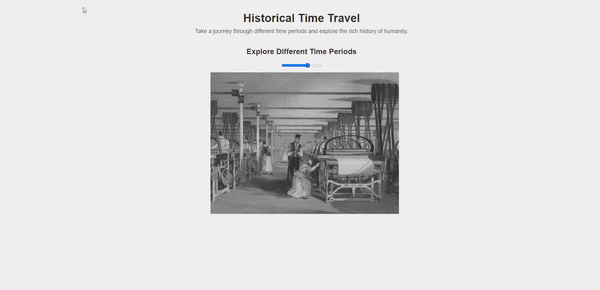 Historical Time Travel
Take a journey through different time periods and explore the rich history of humanity.
Explore Different Time Periods